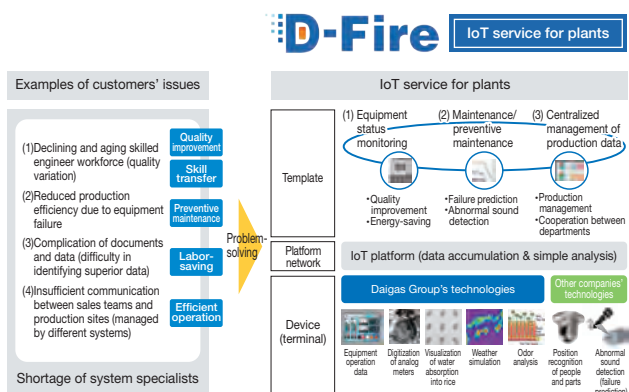 D-Fire
IoT service for plants
Examples of customers' issues
(1)Declining and aging skilled
engineer workforce (quality
variation)
(2)Reduced production
efficiency due to equipment
failure
(3)Complication of documents
and data (difficulty in
identifying superior data)
(4)Insufficient communication
between sales teams and
production sites (managed
by different systems)
Quality
improvement
Skill
transfer
Preventive
maintenance
Labor-
saving
Efficient
operation
Shortage of system specialists
Problem-
solving
IoT service for plants
Template
(1) Equipment
status
monitoring
•Quality
improvement
•Energy-saving
(2) Maintenance/
preventive
maintenance
•Failure prediction
•Abnormal sound
detection
(3) Centralized
management of
production data
•Production
management
•Cooperation between
departments
Platform
network
IoT platform (data accumulation & simple analysis)
Device
(terminal)
Daigas Group's technologies
Other companies'
technologies
Equipment
operation
data
Digitization
of analog
meters
Visualization
of water
absorption
into rice
Weather
simulation
Odor
analysis
Position
recognition
of people
and parts
Abnormal
sound
detection
(failure
prediction)